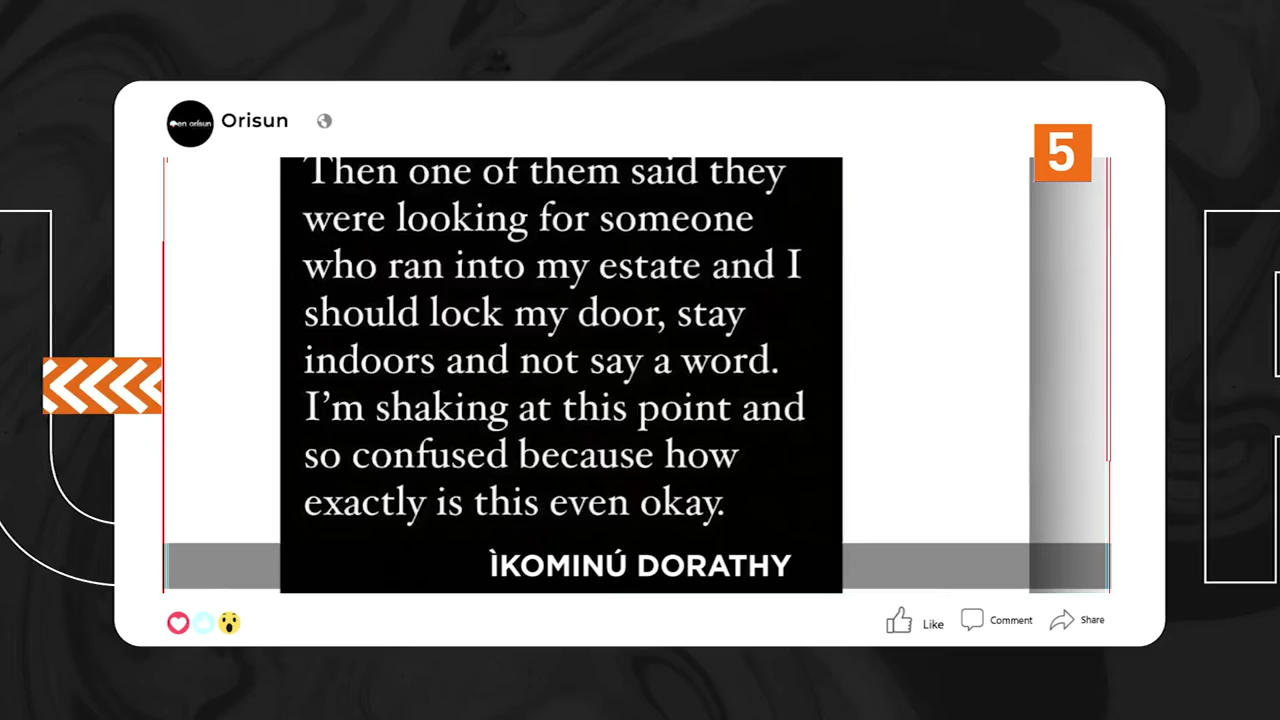 en orísun
Orisun
5
Then one of them said they
were looking for someone
who ran into my estate and I
should lock my door, stay
indoors and not say a word.
I'm shaking at this point and
so confused because how
exactly is this even okay.
ÌKOMINÚ DORATHY
Like
Comment
Share